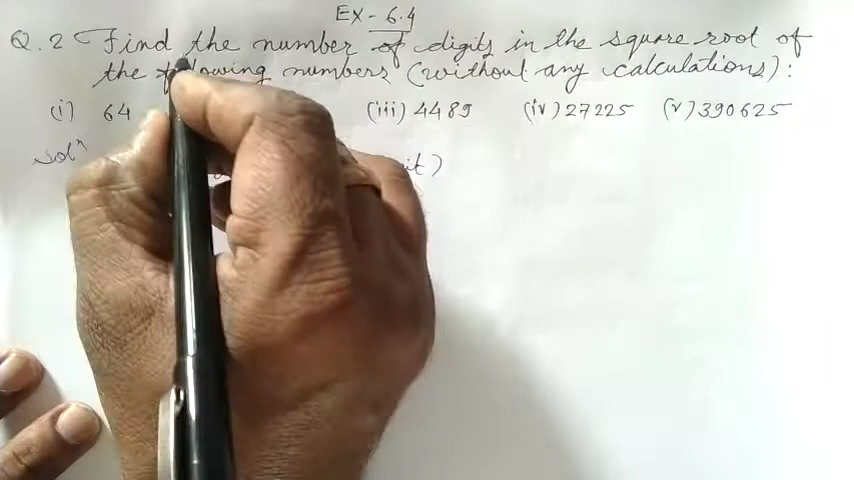 Ex - 6.4
Q.2 Find the number of digits in the square root of
the following numbers (without any calculations):
(i) 64 (iii) 4489 (iv) 27225 (v) 390625
Solⁿ